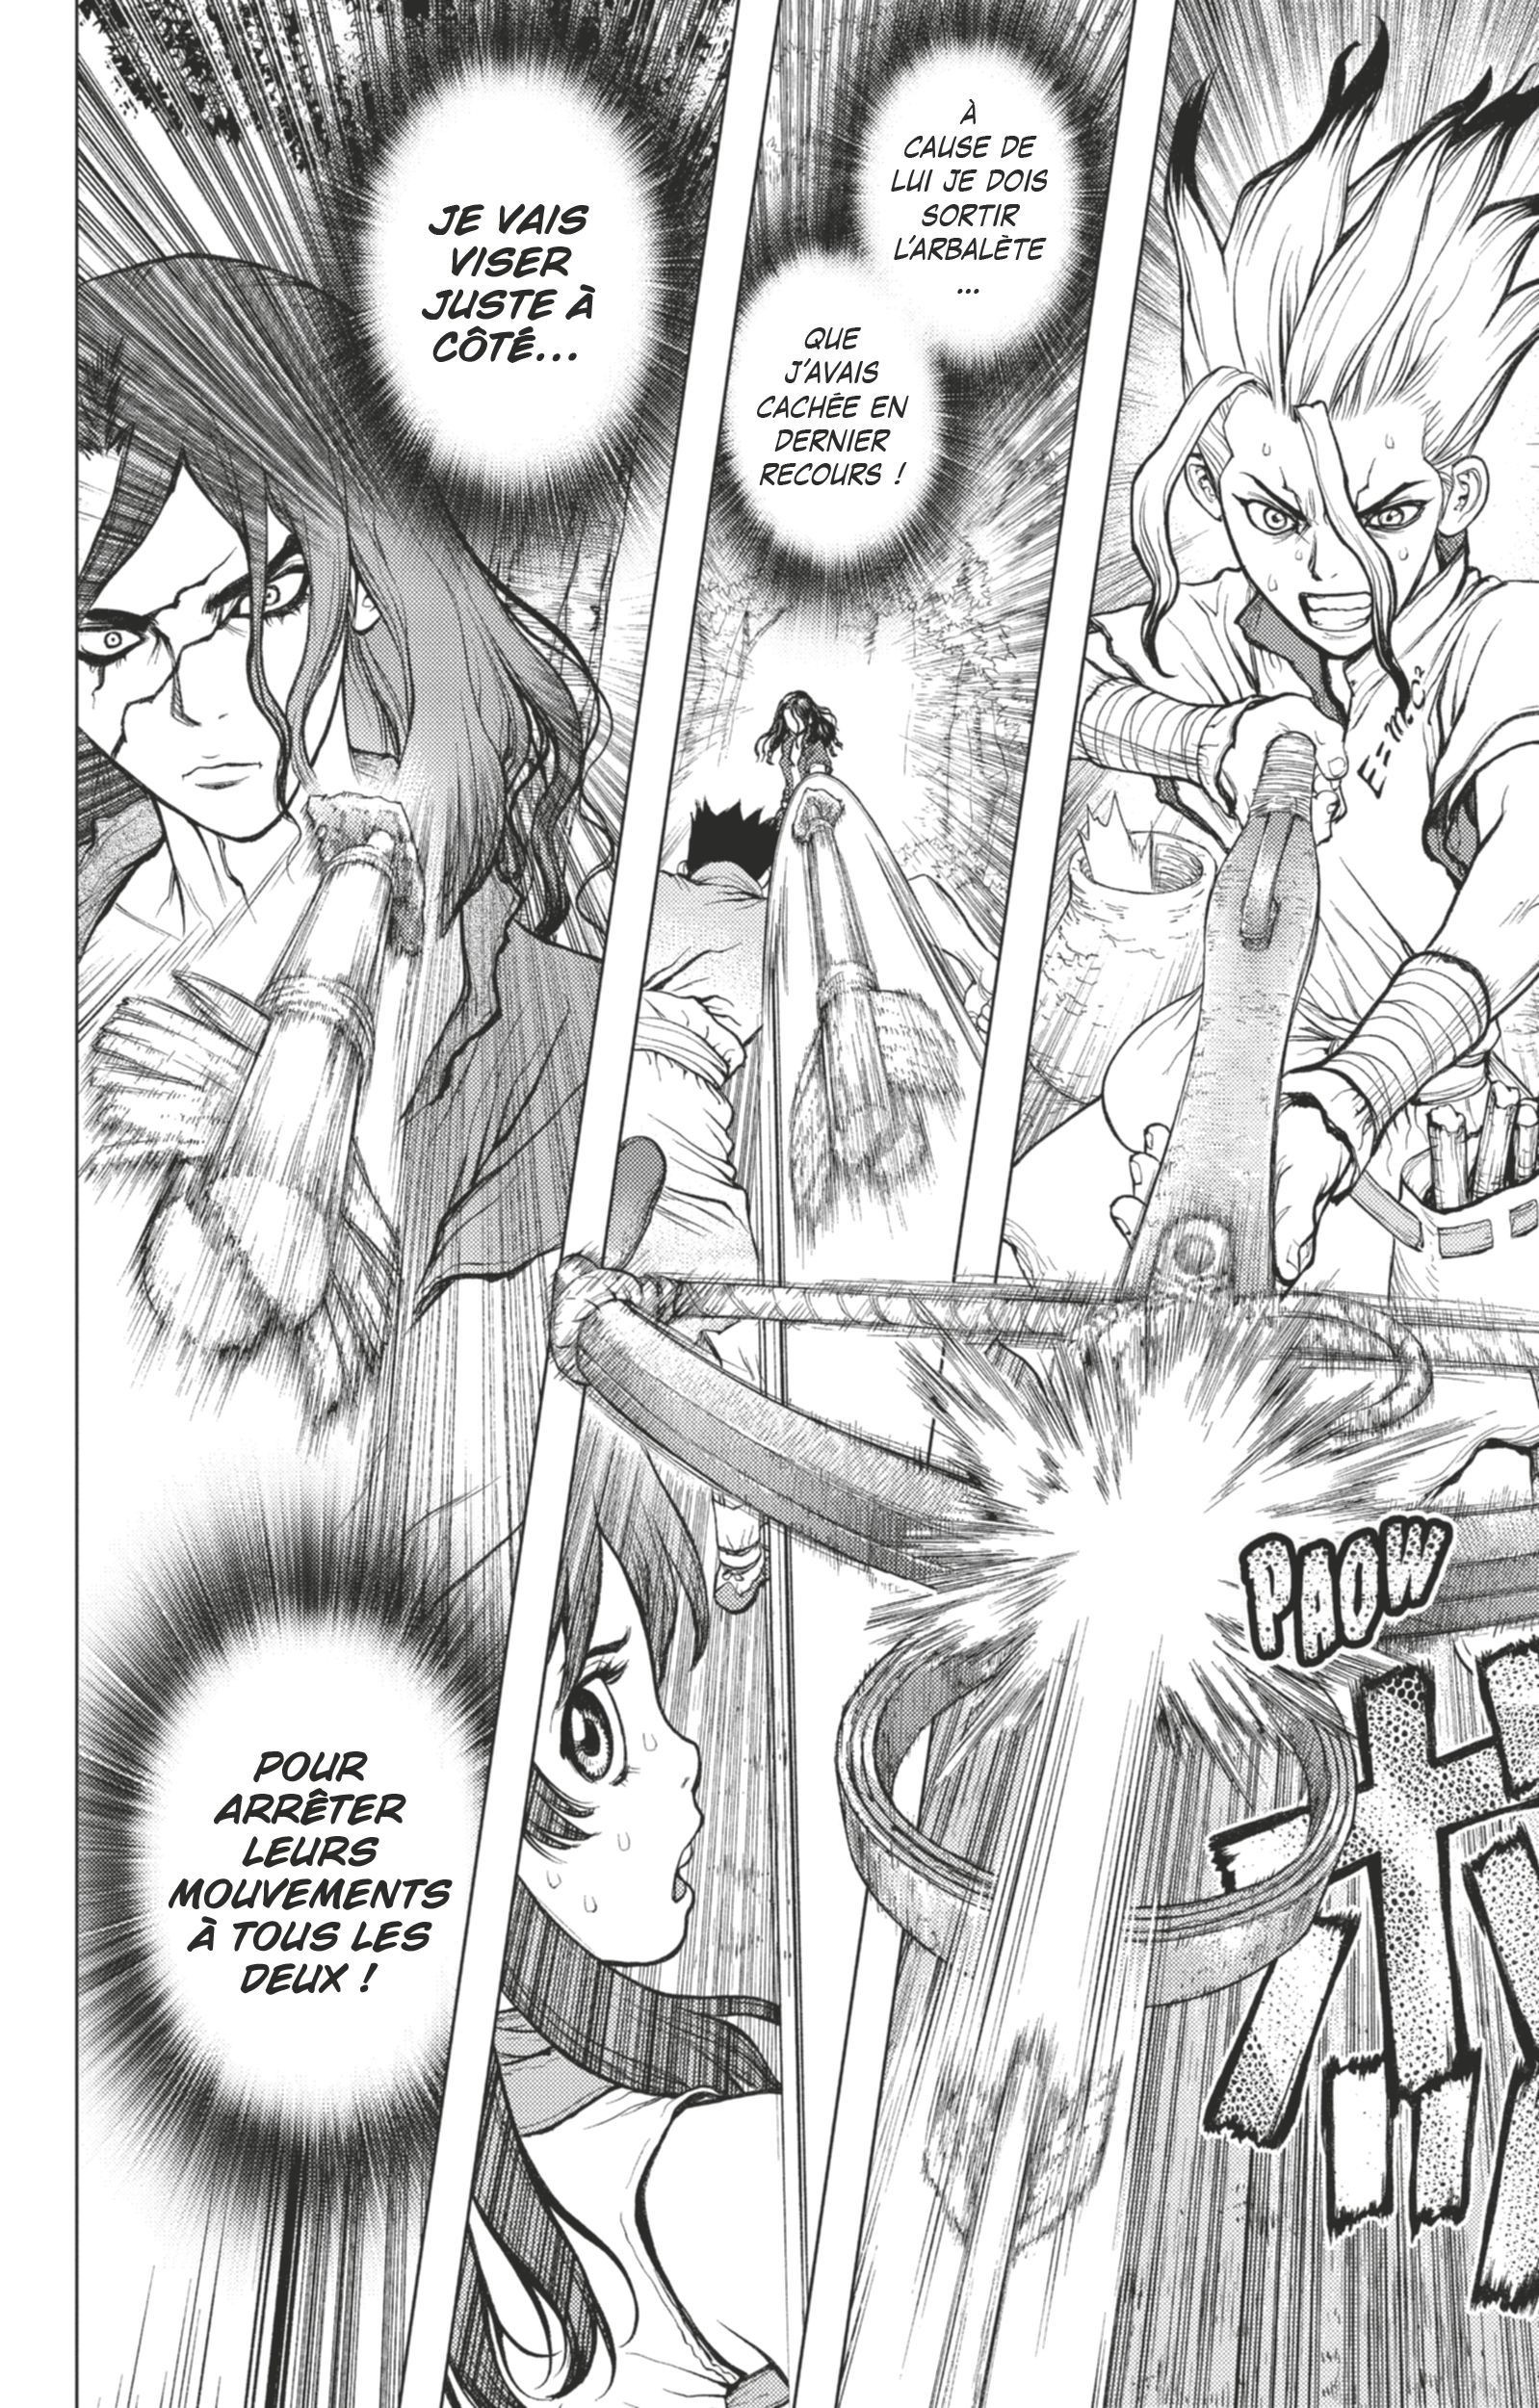 À
CAUSE DE
LUI JE DOIS
SORTIR
L'ARBALÈTE
...
QUE
J'AVAIS
CACHÉE EN
DERNIER
RECOURS !
E=mc²
PAOW
JE VAIS
VISER
JUSTE À
CÔTÉ...
POUR
ARRÊTER
LEURS
MOUVEMENTS
À TOUS LES
DEUX !